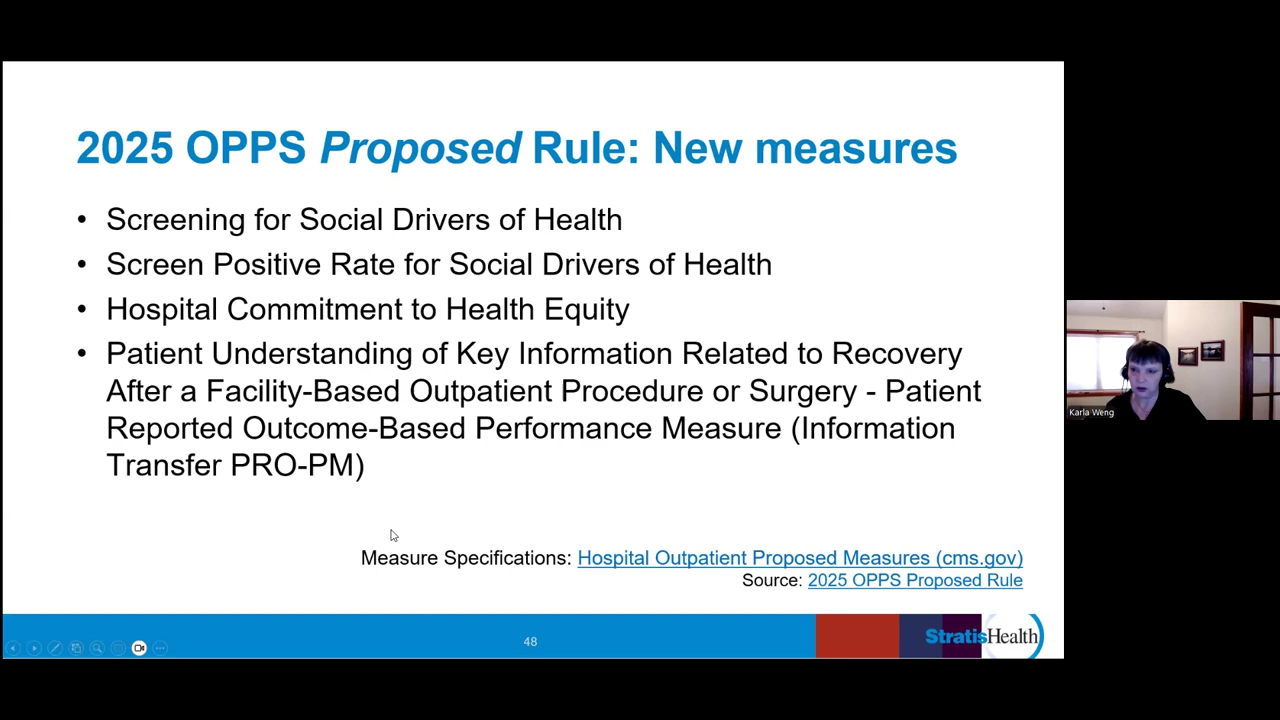 2025 OPPS Proposed Rule: New measures
• Screening for Social Drivers of Health
• Screen Positive Rate for Social Drivers of Health
• Hospital Commitment to Health Equity
• Patient Understanding of Key Information Related to Recovery
After a Facility-Based Outpatient Procedure or Surgery - Patient
Reported Outcome-Based Performance Measure (Information
Transfer PRO-PM)
Karla Weng
Measure Specifications: Hospital Outpatient Proposed Measures (cms.gov)
Source: 2025 OPPS Proposed Rule
48
StratisHealth